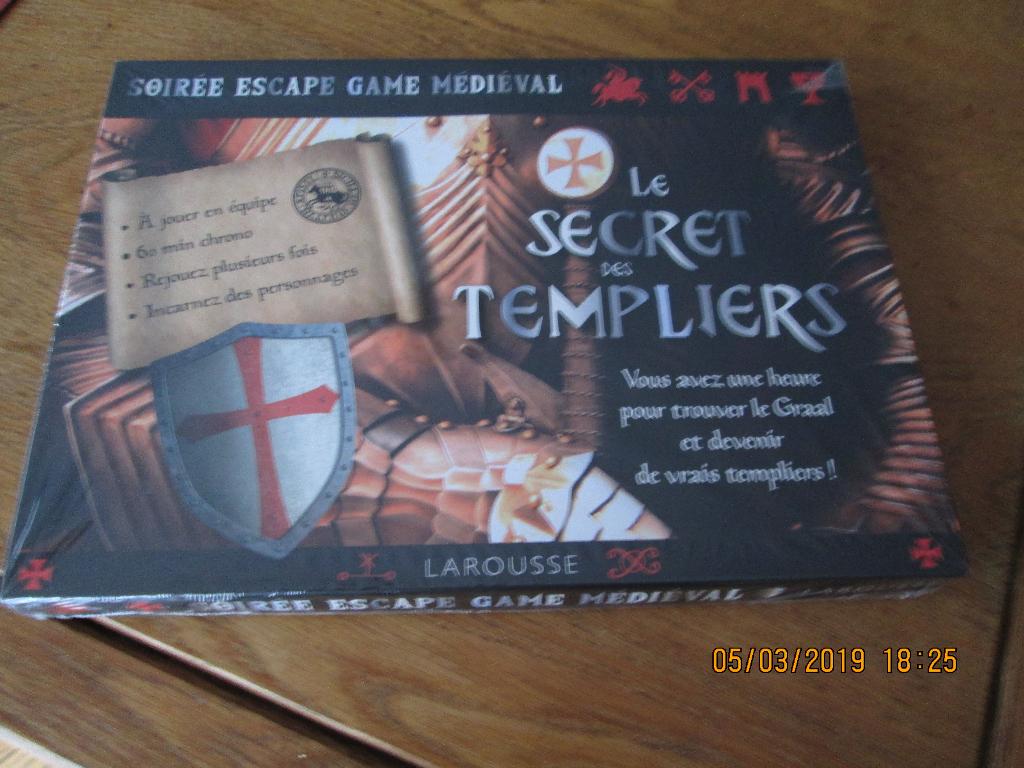 SOIRÉE ESCAPE GAME MÉDIÉVAL
• À jouer en équipe
• 60 min chrono
• Rejouez plusieurs fois
• Incarnez des personnages
LE
SECRET
DES
TEMPLIERS
Vous avez une heure
pour trouver le Graal
et devenir
de vrais templiers !
LAROUSSE
SOIRÉE ESCAPE GAME MÉDIÉVAL
05/03/2019 18:25